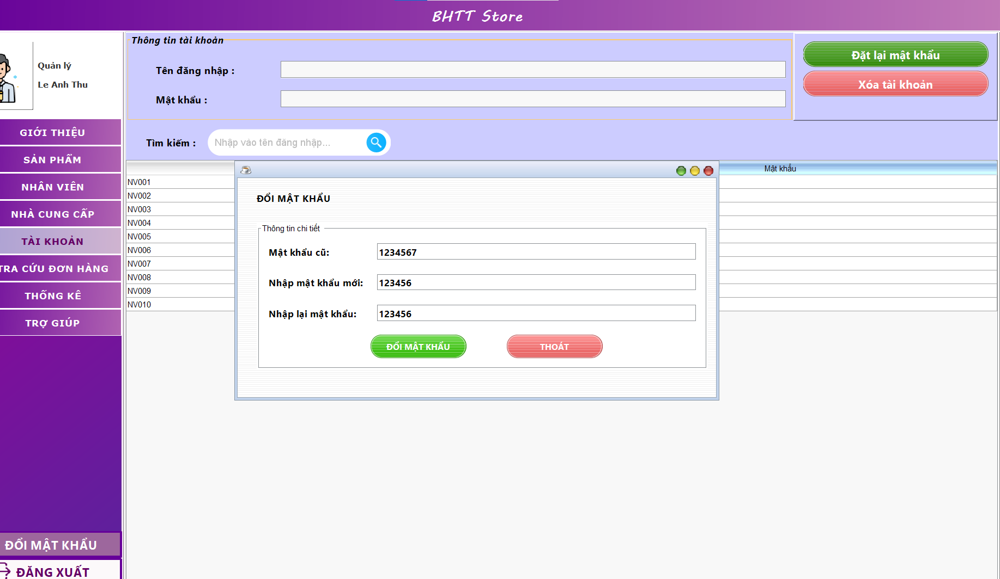 BHTT Store
Quản lý
Le Anh Thu
GIỚI THIỆU
SẢN PHẨM
NHÂN VIÊN
NHÀ CUNG CẤP
TÀI KHOẢN
TRA CỨU ĐƠN HÀNG
THỐNG KÊ
TRỢ GIÚP
ĐỔI MẬT KHẨU
ĐĂNG XUẤT
Thông tin tài khoản
Tên đăng nhập :
Mật khẩu :
Đặt lại mật khẩu
Xóa tài khoản
Tìm kiếm :
Nhập vào tên đăng nhập...
Mật khẩu
NV001
NV002
NV003
NV004
NV005
NV006
NV007
NV008
NV009
NV010
ĐỔI MẬT KHẨU
Thông tin chi tiết
Mật khẩu cũ: 1234567
Nhập mật khẩu mới: 123456
Nhập lại mật khẩu: 123456
ĐỔI MẬT KHẨU THOÁT